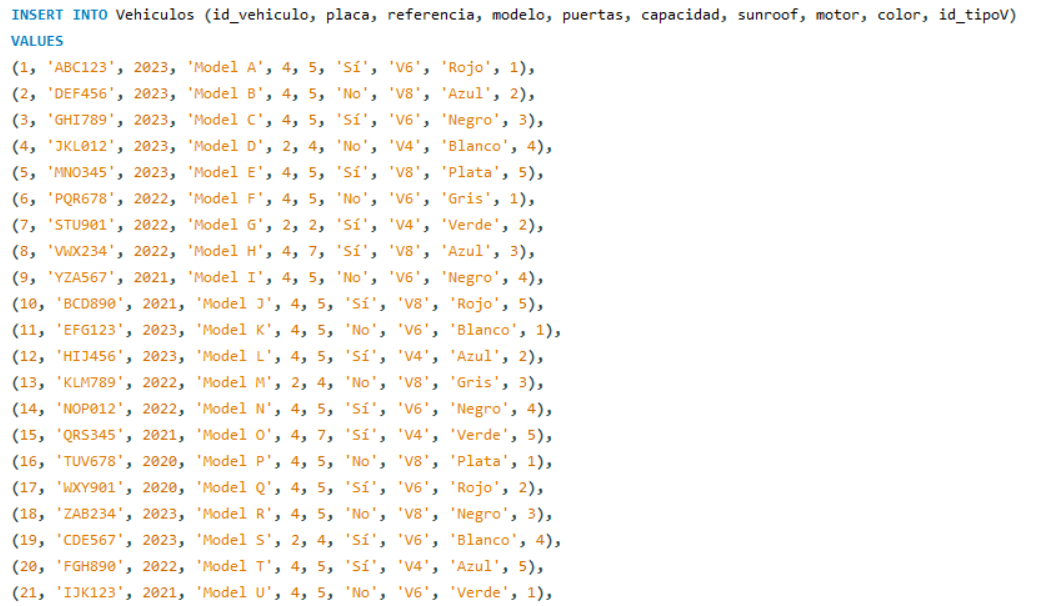 INSERT INTO Vehiculos (id_vehiculo, placa, referencia, modelo, puertas, capacidad, sunroof, motor, color, id_tipoV)
VALUES
(1, 'ABC123', 2023, 'Model A', 4, 5, 'Sí', 'V6', 'Rojo', 1),
(2, 'DEF456', 2023, 'Model B', 4, 5, 'No', 'V8', 'Azul', 2),
(3, 'GHI789', 2023, 'Model C', 4, 5, 'Sí', 'V6', 'Negro', 3),
(4, 'JKL012', 2023, 'Model D', 2, 4, 'No', 'V4', 'Blanco', 4),
(5, 'MNO345', 2023, 'Model E', 4, 5, 'Sí', 'V8', 'Plata', 5),
(6, 'PQR678', 2022, 'Model F', 4, 5, 'No', 'V6', 'Gris', 1),
(7, 'STU901', 2022, 'Model G', 2, 2, 'Sí', 'V4', 'Verde', 2),
(8, 'VWX234', 2022, 'Model H', 4, 7, 'Sí', 'V8', 'Azul', 3),
(9, 'YZA567', 2021, 'Model I', 4, 5, 'No', 'V6', 'Negro', 4),
(10, 'BCD890', 2021, 'Model J', 4, 5, 'Sí', 'V8', 'Rojo', 5),
(11, 'EFG123', 2023, 'Model K', 4, 5, 'No', 'V6', 'Blanco', 1),
(12, 'HIJ456', 2023, 'Model L', 4, 5, 'Sí', 'V4', 'Azul', 2),
(13, 'KLM789', 2022, 'Model M', 2, 4, 'No', 'V8', 'Gris', 3),
(14, 'NOP012', 2022, 'Model N', 4, 5, 'Sí', 'V6', 'Negro', 4),
(15, 'QRS345', 2021, 'Model O', 4, 7, 'Sí', 'V4', 'Verde', 5),
(16, 'TUV678', 2020, 'Model P', 4, 5, 'No', 'V8', 'Plata', 1),
(17, 'WXY901', 2020, 'Model Q', 4, 5, 'Sí', 'V6', 'Rojo', 2),
(18, 'ZAB234', 2023, 'Model R', 4, 5, 'No', 'V8', 'Negro', 3),
(19, 'CDE567', 2023, 'Model S', 2, 4, 'Sí', 'V6', 'Blanco', 4),
(20, 'FGH890', 2022, 'Model T', 4, 5, 'Sí', 'V4', 'Azul', 5),
(21, 'IJK123', 2021, 'Model U', 4, 5, 'No', 'V6', 'Verde', 1),